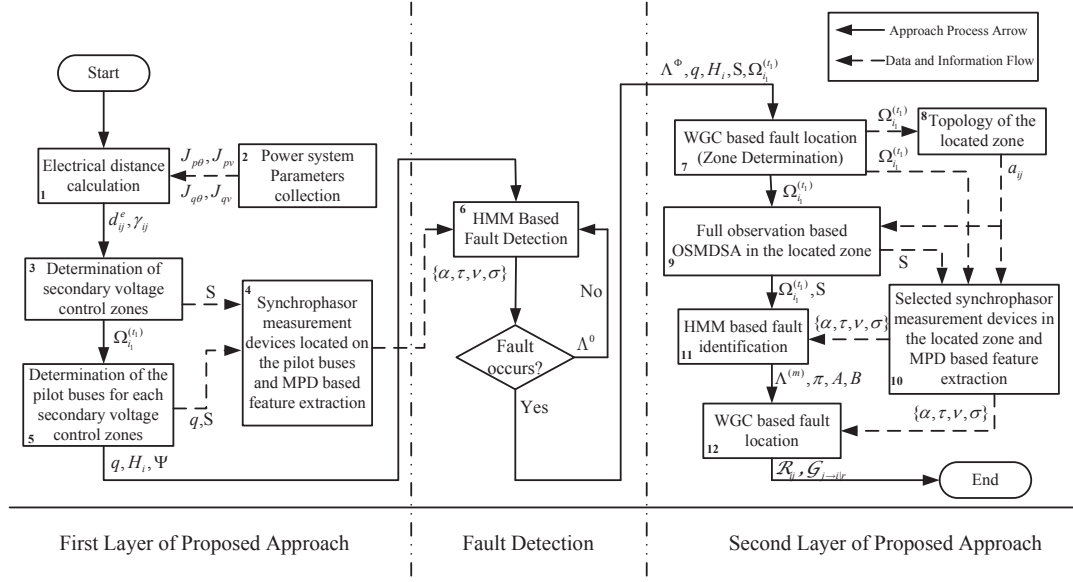 Start
1
Electrical distance
calculation
J_{pθ}, J_{pv}
J_{qθ}, J_{qv}
2
Power system
Parameters
collection
d_{ij}^{e}, γ_{ij}
3
Determination of
secondary voltage
control zones
S
Ω_{i_1}^{(t_1)}
4
Synchrophasor
measurement
devices located on
the pilot buses
and MPD based
feature extraction
5
Determination of the
pilot buses for each
secondary voltage
control zones
q,S
q, H_i, Ψ
{α, τ, ν, σ}
6
HMM Based
Fault Detection
No
Fault
occurs?
Λ^0
Yes
Λ^Φ, q, H_i, S, Ω_{i_1}^{(t_1)}
Approach Process Arrow
Data and Information Flow
7
WGC based fault location
(Zone Determination)
Ω_{i_1}^{(t_1)}
Ω_{i_1}^{(t_1)}
8
Topology of the
located zone
a_{ij}
Ω_{i_1}^{(t_1)}
9
Full observation based
OSMDSA in the located zone
S
Ω_{i_1}^{(t_1)}, S
10
Selected synchrophasor
measurement devices in
the located zone and
MPD based feature
extraction
{α, τ, ν, σ}
11
HMM based fault
identification
Λ^{(m)}, π, A, B
{α, τ, ν, σ}
12
WGC based fault
location
R_{ij}, G_{j→i|r}
End
First Layer of Proposed Approach
Fault Detection
Second Layer of Proposed Approach